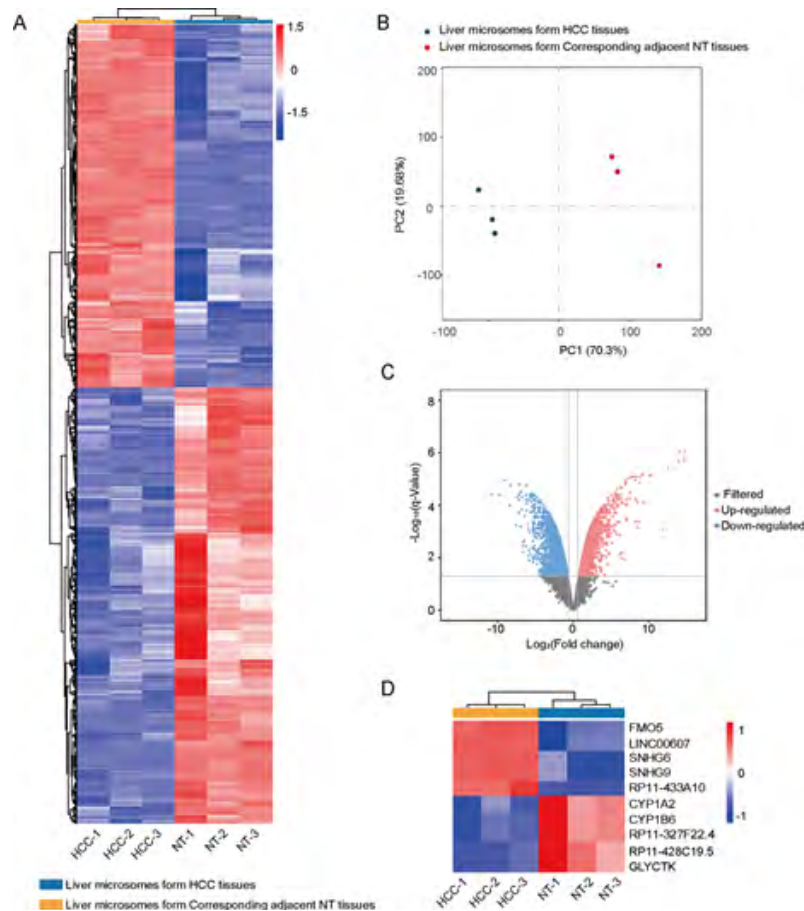 A
1.5
0
-1.5
HCC-1
HCC-2
HCC-3
NT-1
NT-2
NT-3
Liver microsomes form HCC tissues
Liver microsomes form Corresponding adjacent NT tissues
B
Liver microsomes form HCC tissues
Liver microsomes form Corresponding adjacent NT tissues
200
100
0
-100
PC2 (19.68%)
-100
0
100
200
PC1 (70.3%)
C
8
6
4
2
0
-Log₁₀(q-Value)
-10
0
10
Log₂(Fold change)
Filtered
Up-regulated
Down-regulated
D
FMO5
LINC00607
SNHG6
SNHG9
RP11-433A10
CYP1A2
CYP1B6
RP11-327F22.4
RP11-428C19.5
GLYCTK
1
0
-1
HCC-1
HCC-2
HCC-3
NT-1
NT-2
NT-3